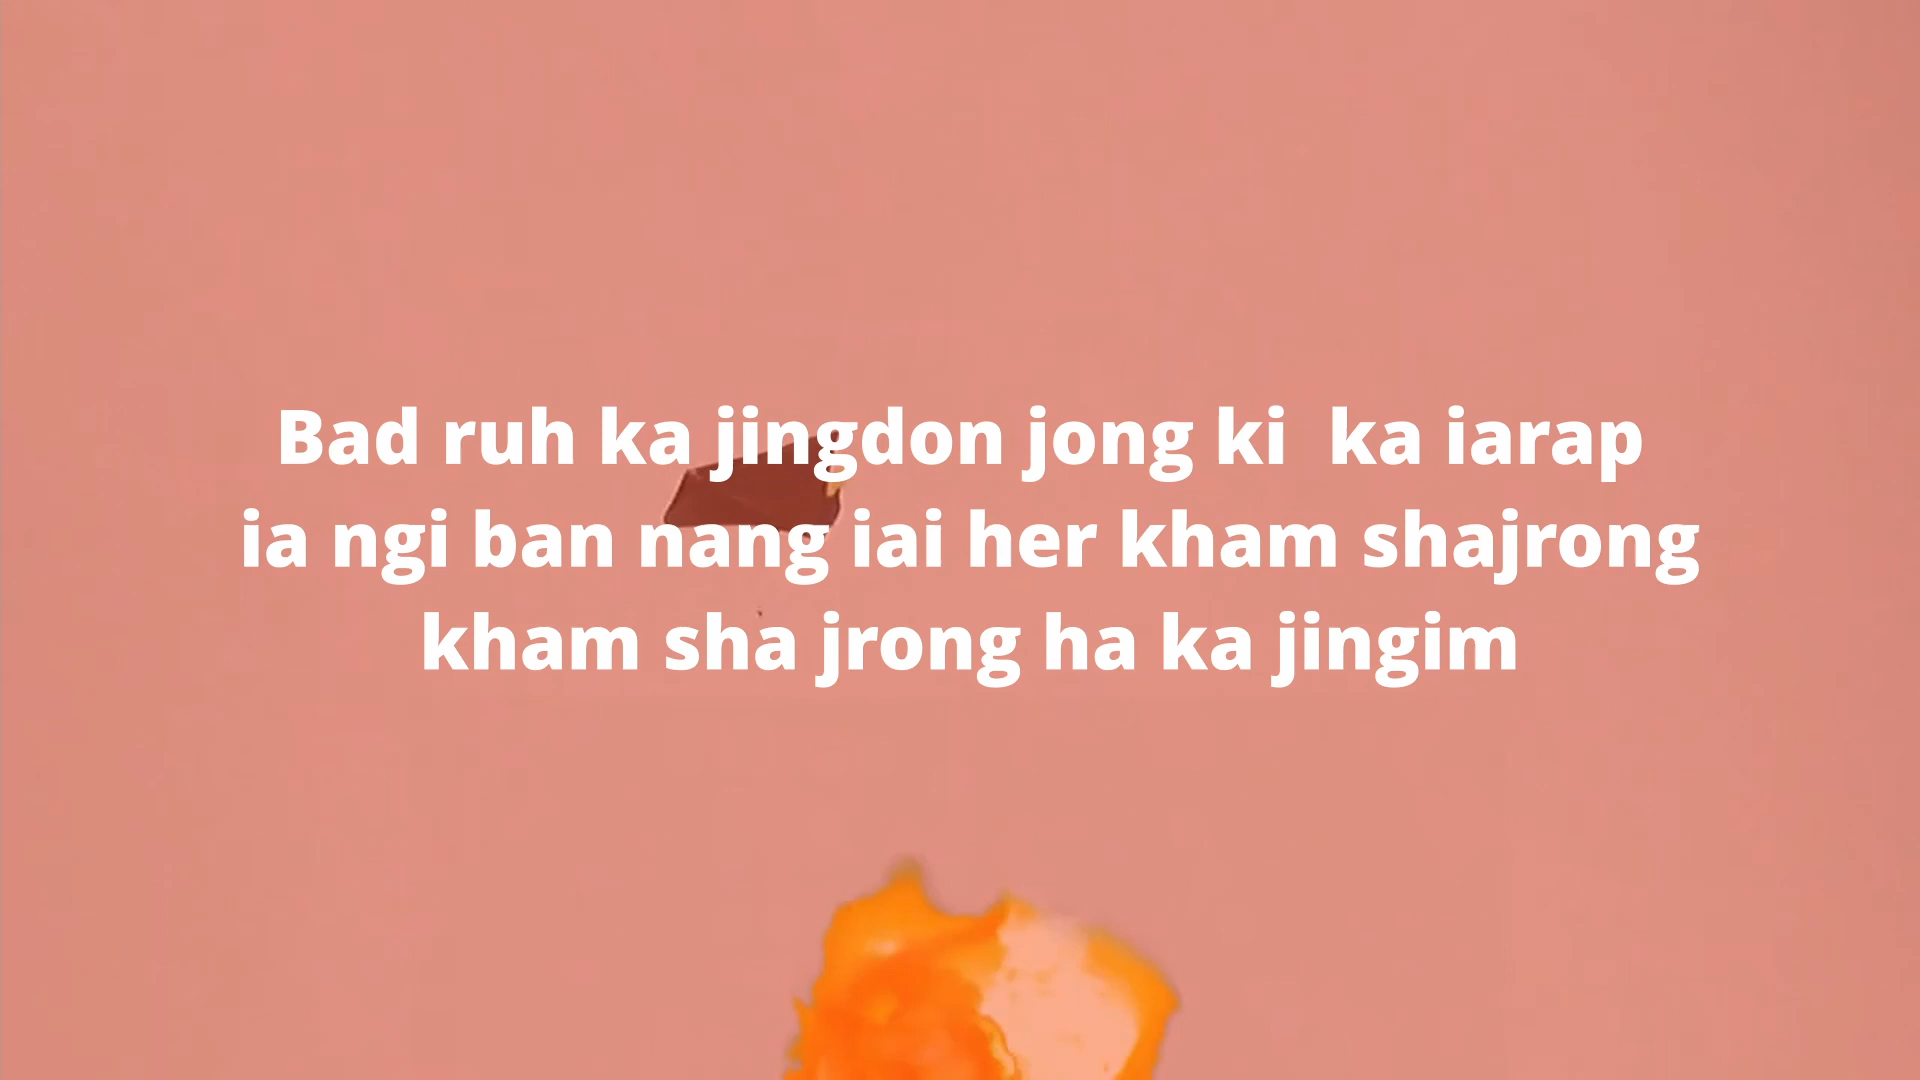 Bad ruh ka jingdon jong ki  ka iarap
ia ngi ban nang iai her kham shajrong
kham sha jrong ha ka jingim